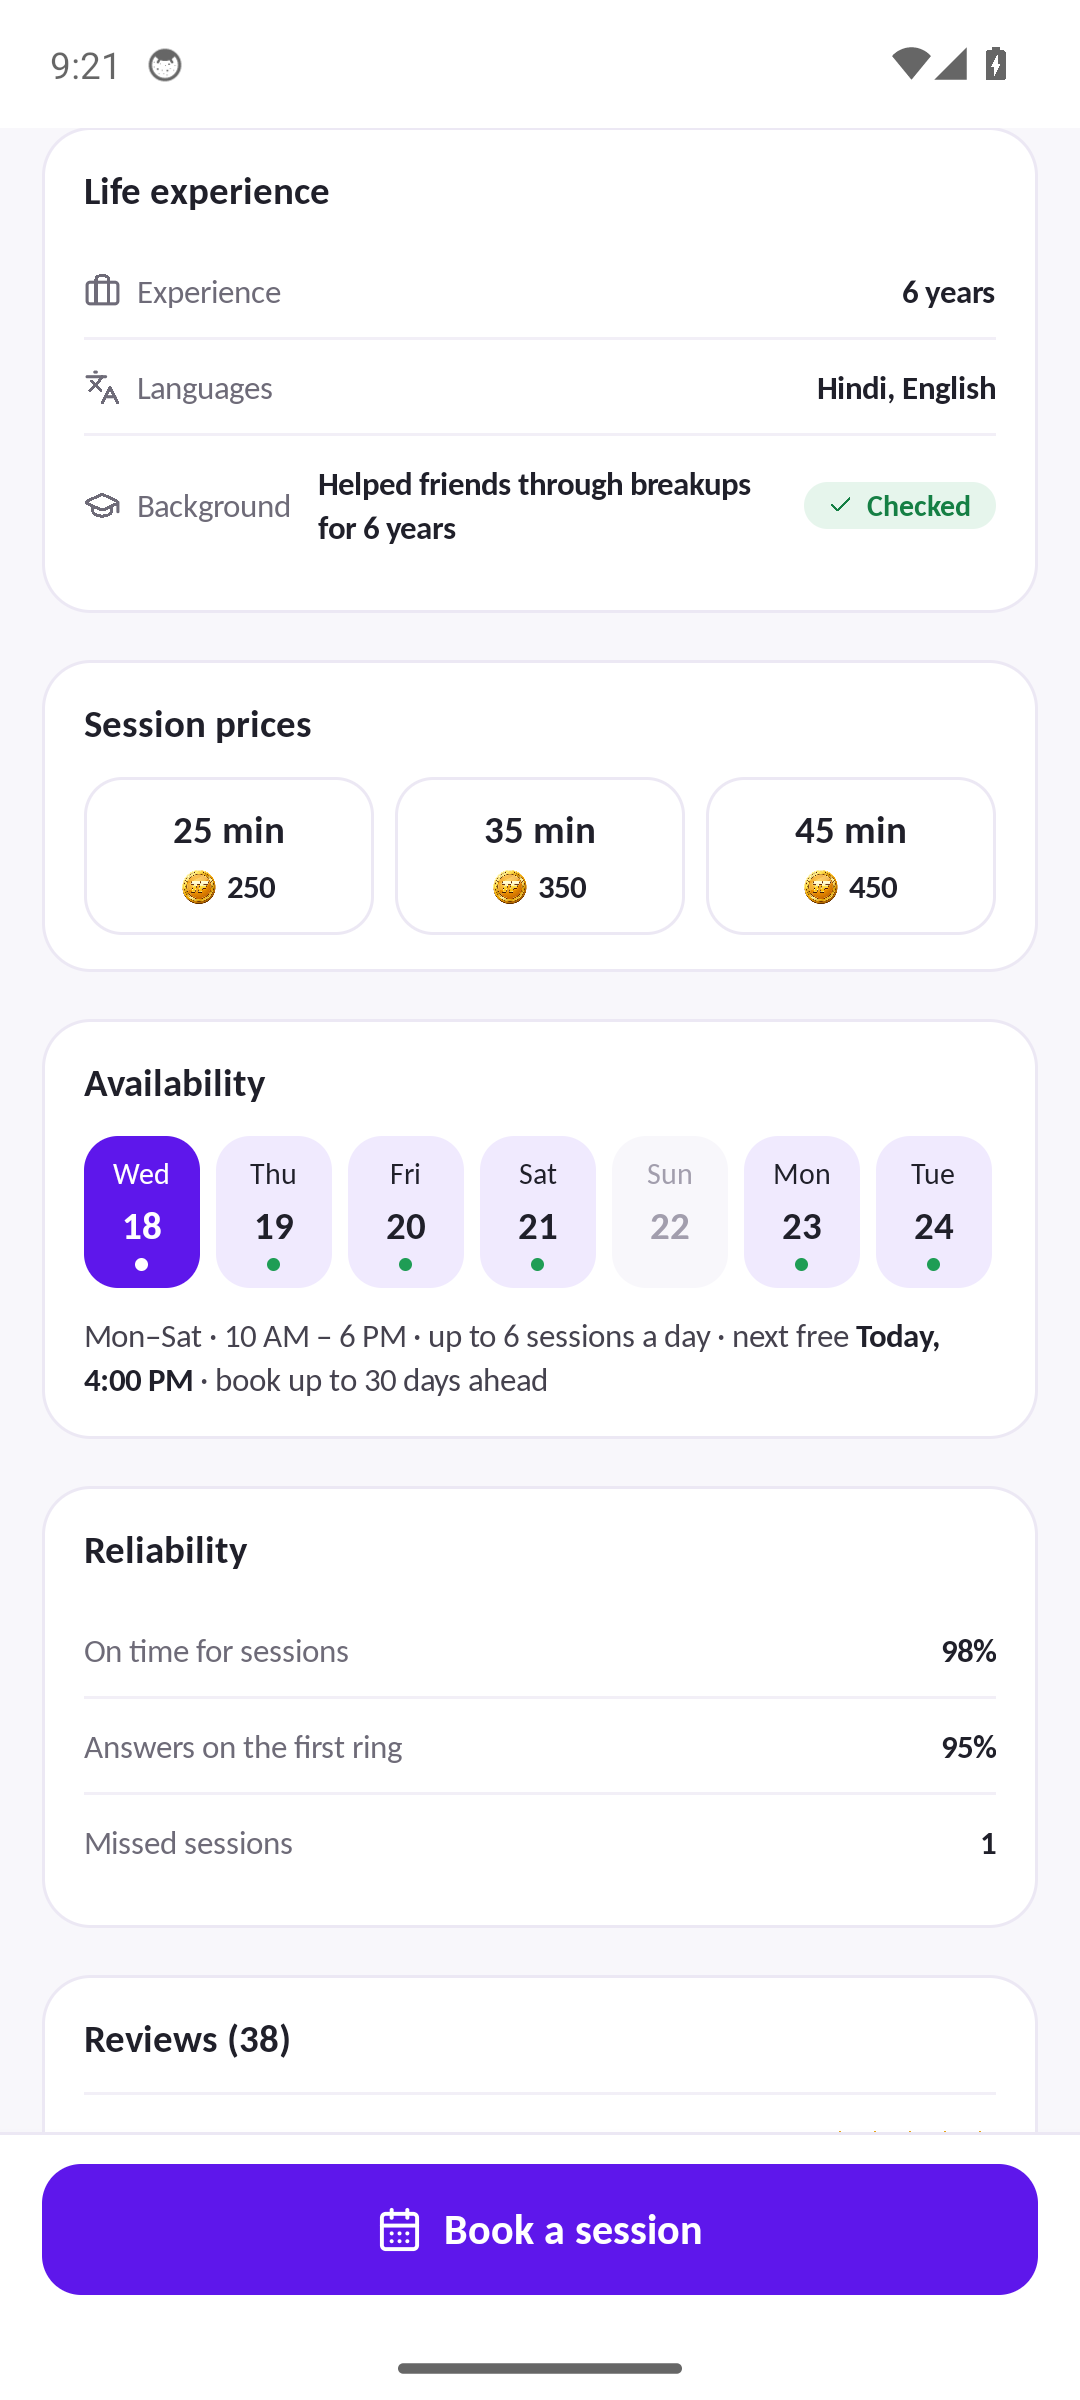 9:21
Life experience
Experience 6 years
Languages Hindi, English
Background Helped friends through breakups for 6 years Checked
Session prices
25 min 35 min 45 min
250 350 450
Availability
Wed Thu Fri Sat Sun Mon Tue
18 19 20 21 22 23 24
Mon–Sat · 10 AM – 6 PM · up to 6 sessions a day · next free Today,
4:00 PM · book up to 30 days ahead
Reliability
On time for sessions 98%
Answers on the first ring 95%
Missed sessions 1
Reviews (38)
Book a session